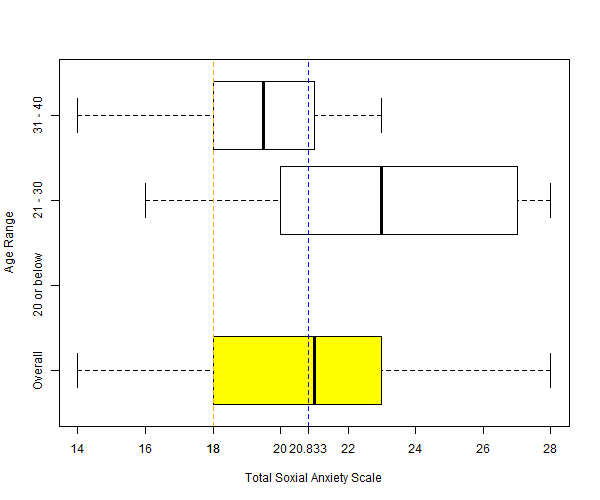 31 - 40
21 - 30
20 or below
Overall
Age Range
14 16 18 20 20.833 22 24 26 28
Total Soxial Anxiety Scale